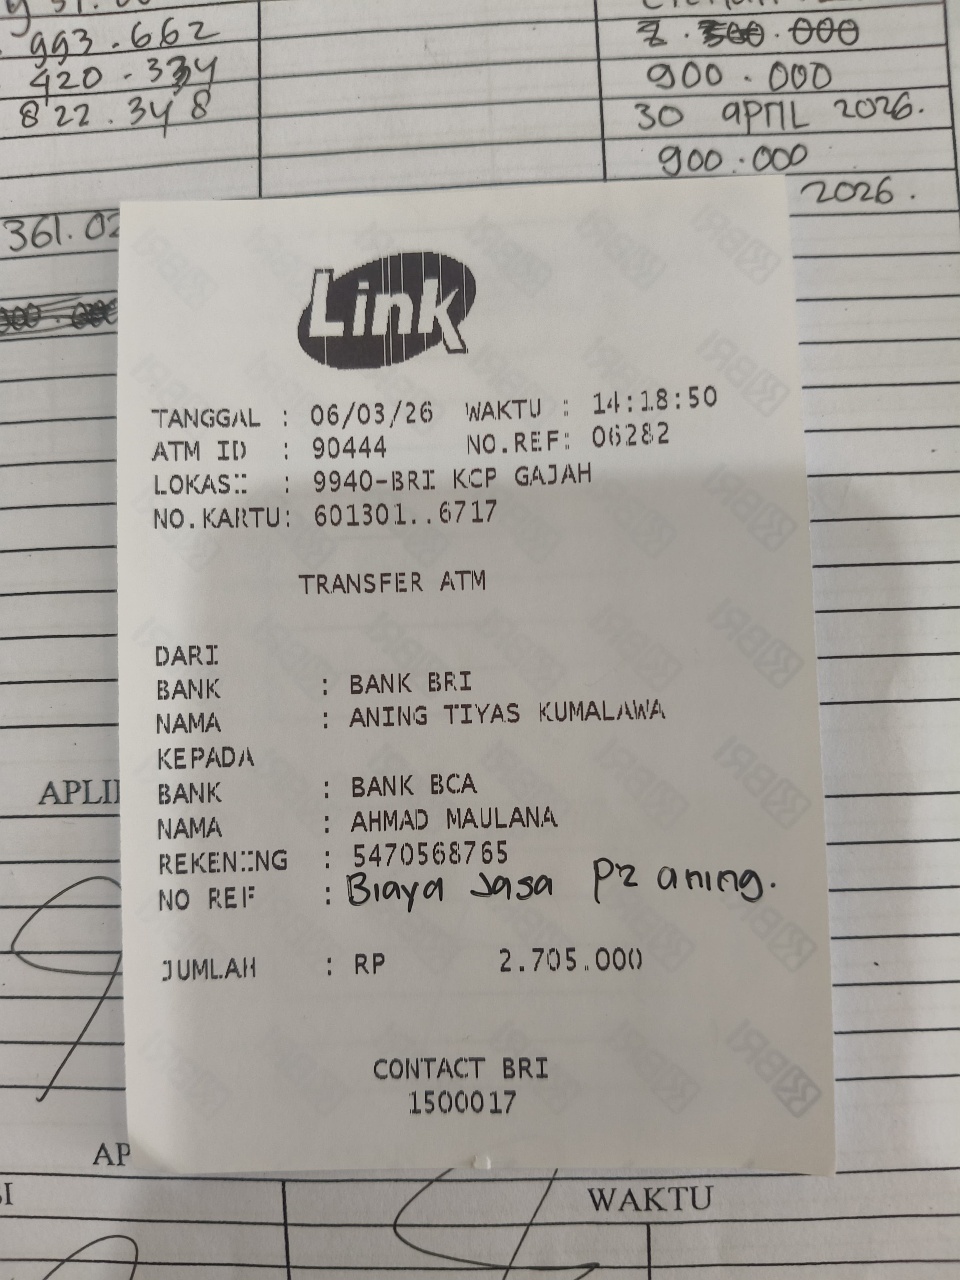 993.662
420.334
822.348
000
900.000
30 APRIL 2026.
900.000
2026.
361.02
Link
TANGGAL : 06/03/26 WAKTU : 14:18:50
ATM ID : 90444 NO.REF: 06282
LOKASI : 9940-BRI KCP GAJAH
NO.KARTU: 601301..6717
TRANSFER ATM
DARI
BANK : BANK BRI
NAMA : ANING TIYAS KUMALAWA
KEPADA
BANK : BANK BCA
NAMA : AHMAD MAULANA
REKENING : 5470568765
NO REF : Biaya Jasa Pz aning.
JUMLAH : RP 2.705.000
CONTACT BRI
1500017
APLI
AP
WAKTU